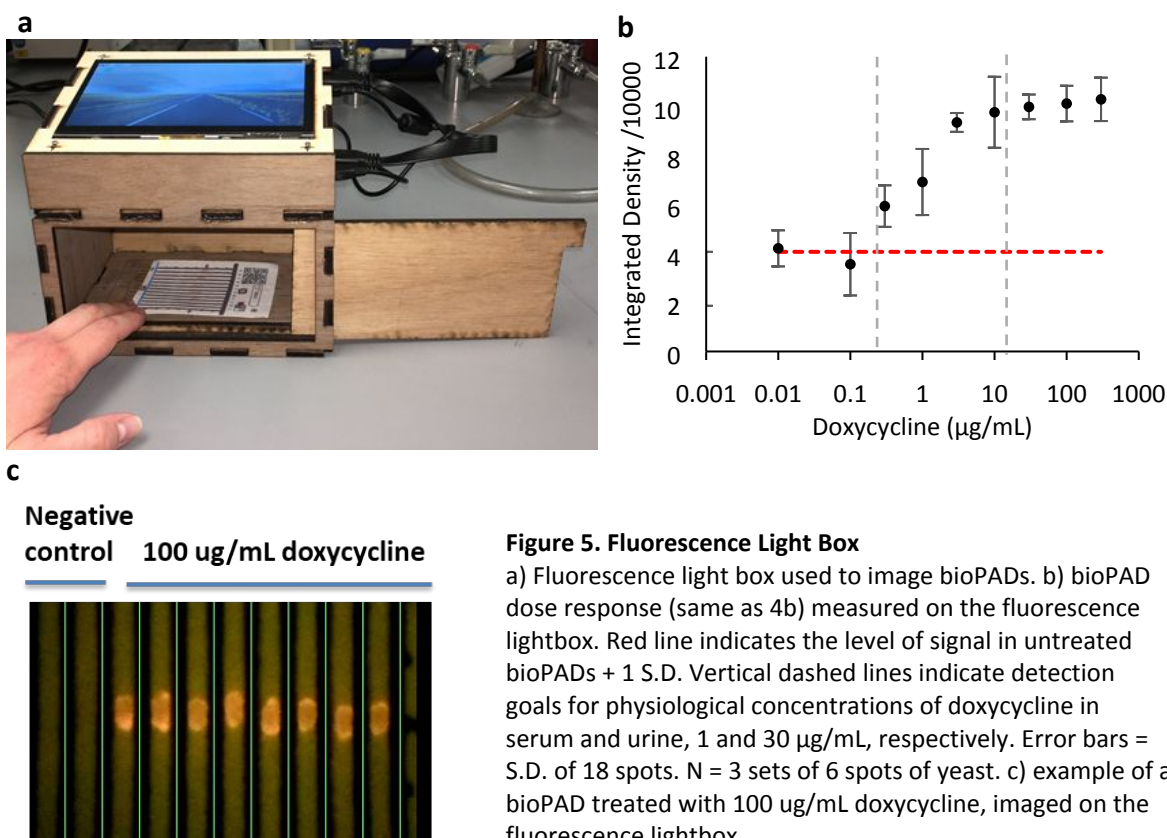 a
b
12
10
8
6
4
2
0
Integrated Density /10000
0.001 0.01 0.1 1 10 100 1000
Doxycycline (µg/mL)
c
Negative
control 100 ug/mL doxycycline
Figure 5. Fluorescence Light Box
a) Fluorescence light box used to image bioPADs. b) bioPAD
dose response (same as 4b) measured on the fluorescence
lightbox. Red line indicates the level of signal in untreated
bioPADs + 1 S.D. Vertical dashed lines indicate detection
goals for physiological concentrations of doxycycline in
serum and urine, 1 and 30 µg/mL, respectively. Error bars =
S.D. of 18 spots. N = 3 sets of 6 spots of yeast. c) example of a
bioPAD treated with 100 ug/mL doxycycline, imaged on the
fluorescence lightbox